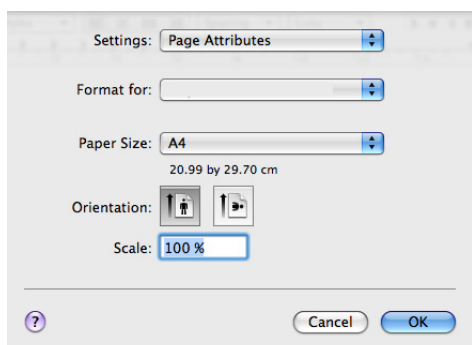 Settings: Page Attributes
Format for:
Paper Size: A4
20.99 by 29.70 cm
Orientation:
Scale: 100 %
? Cancel OK